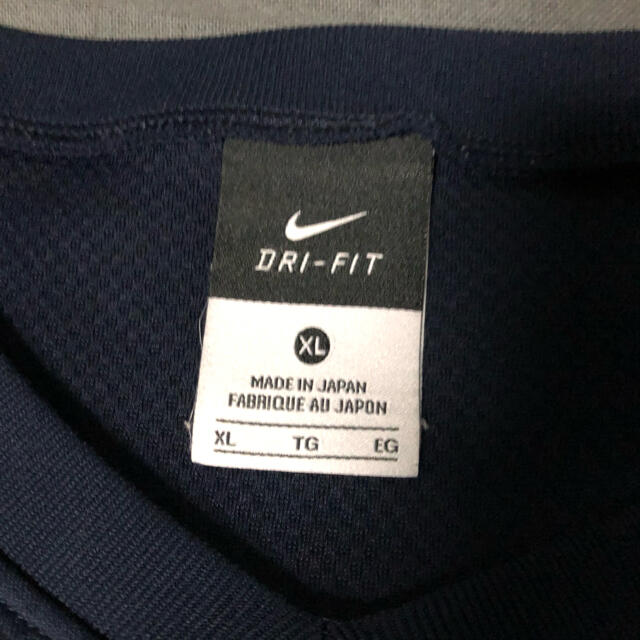 DRI-FIT
XL
MADE IN JAPAN
FABRIQUE AU JAPON
XL TG EG